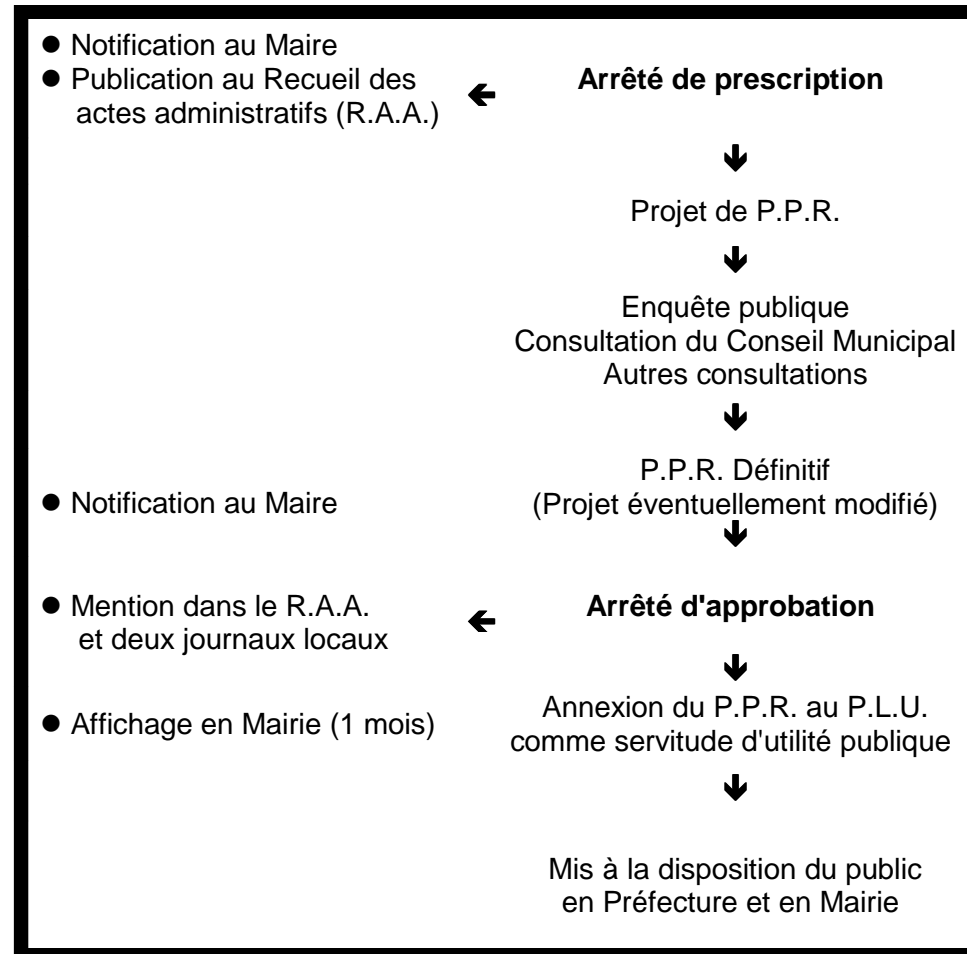 ● Notification au Maire
● Publication au Recueil des
actes administratifs (R.A.A.)
Arrêté de prescription
Projet de P.P.R.
Enquête publique
Consultation du Conseil Municipal
Autres consultations
P.P.R. Définitif
(Projet éventuellement modifié)
● Notification au Maire
● Mention dans le R.A.A.
et deux journaux locaux
Arrêté d'approbation
● Affichage en Mairie (1 mois)
Annexion du P.P.R. au P.L.U.
comme servitude d'utilité publique
Mis à la disposition du public
en Préfecture et en Mairie